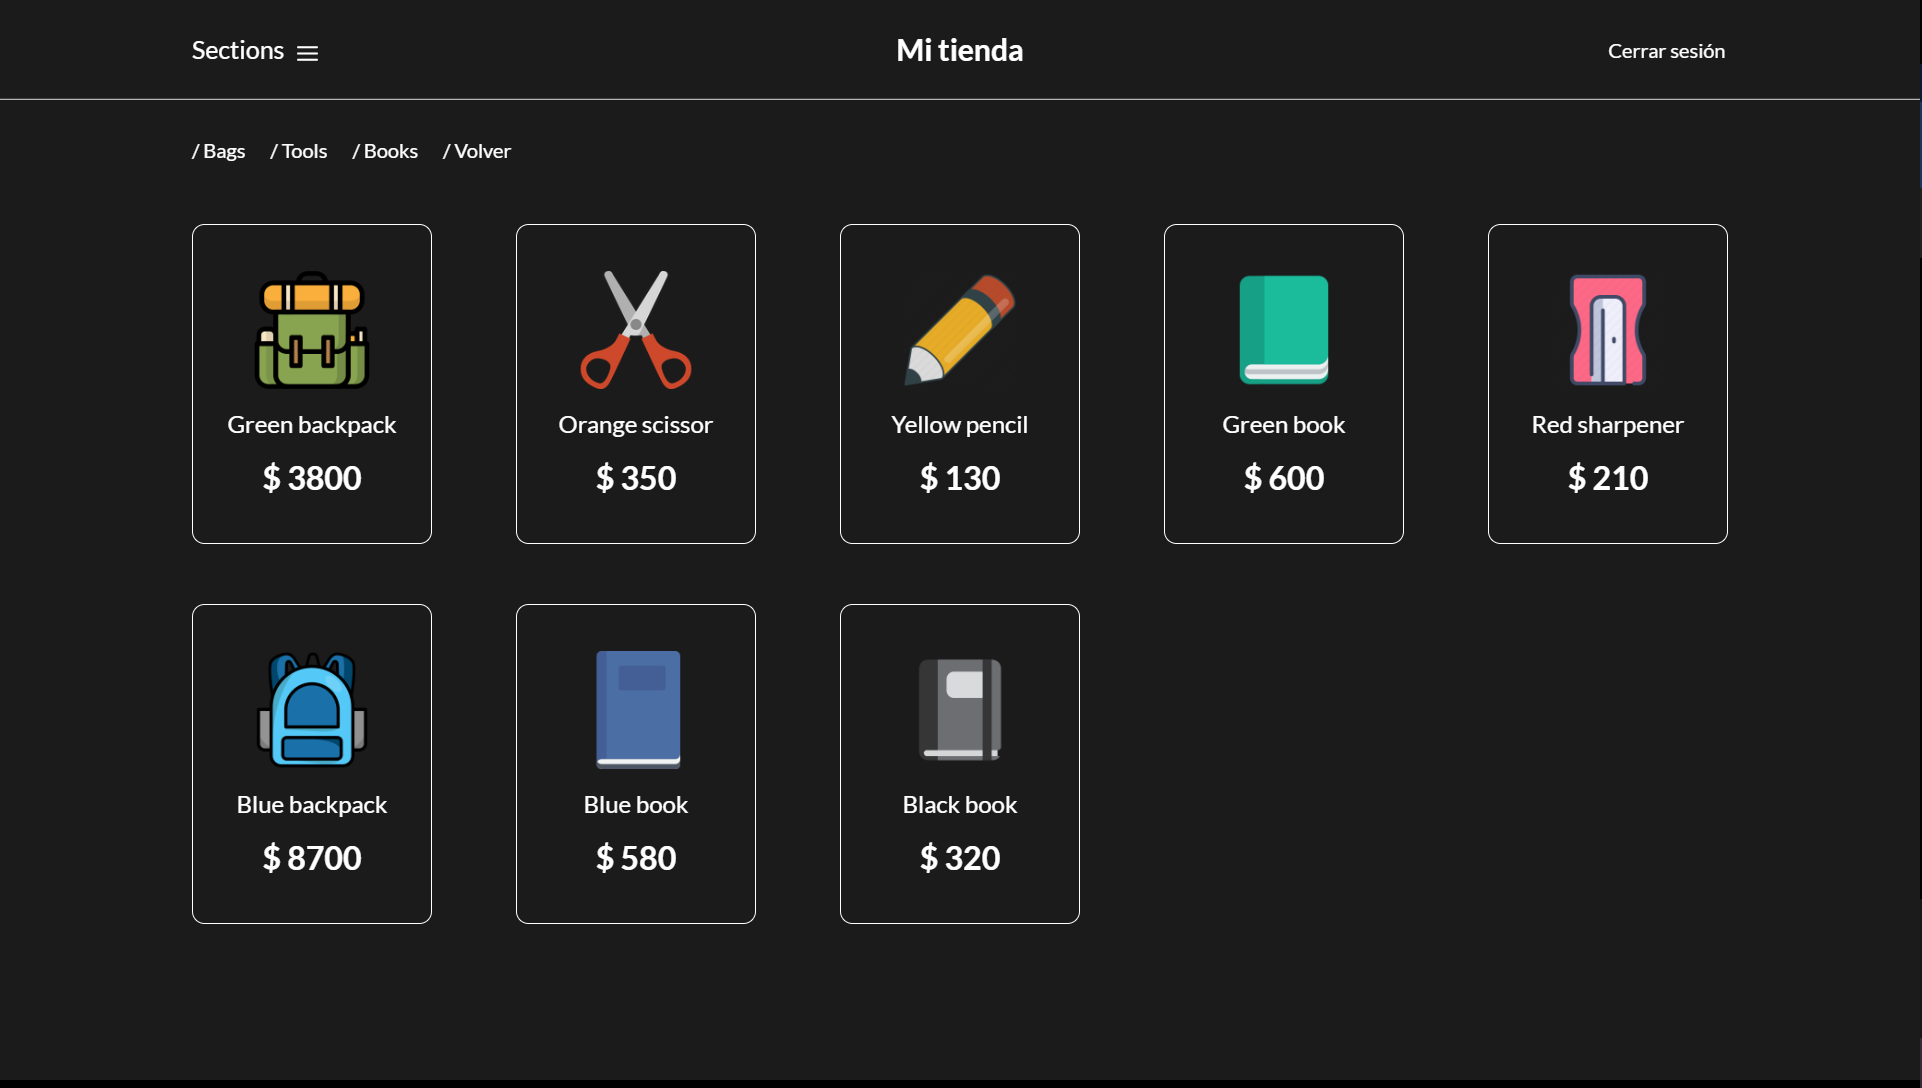 Sections
Mi tienda
Cerrar sesión
/ Bags / Tools / Books / Volver
Green backpack
$ 3800
Orange scissor
$ 350
Yellow pencil
$ 130
Green book
$ 600
Red sharpener
$ 210
Blue backpack
$ 8700
Blue book
$ 580
Black book
$ 320